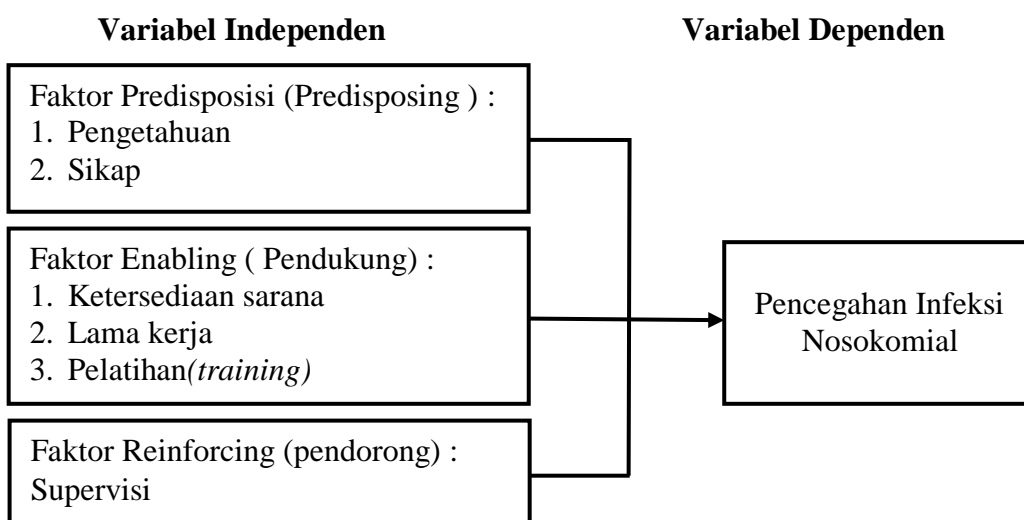 Variabel Independen
Variabel Dependen
Faktor Predisposisi (Predisposing ) :
1. Pengetahuan
2. Sikap
Faktor Enabling ( Pendukung) :
1. Ketersediaan sarana
2. Lama kerja
3. Pelatihan(training)
Faktor Reinforcing (pendorong) :
Supervisi
Pencegahan Infeksi
Nosokomial